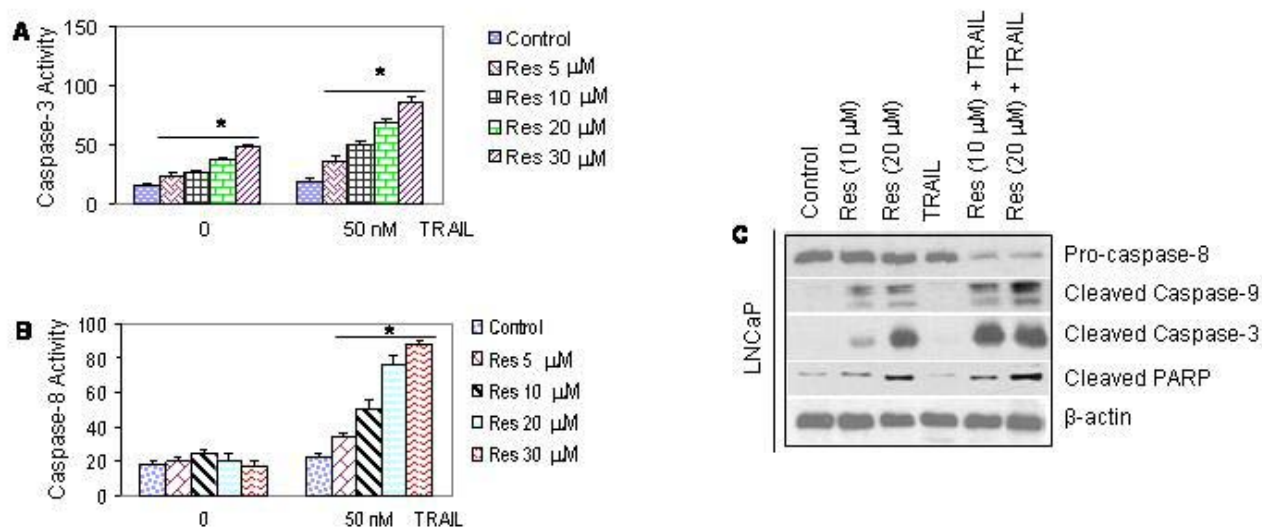 A
Caspase-3 Activity
150
100
50
0
*
*
0
50 nM
TRAIL
Control
Res 5 μM
Res 10 μM
Res 20 μM
Res 30 μM
B
Caspase-8 Activity
100
80
60
40
20
0
*
0
50 nM
TRAIL
Control
Res 5 μM
Res 10 μM
Res 20 μM
Res 30 μM
C
LNCaP
Control
Res (10 μM)
Res (20 μM)
TRAIL
Res (10 μM) + TRAIL
Res (20 μM) + TRAIL
Pro-caspase-8
Cleaved Caspase-9
Cleaved Caspase-3
Cleaved PARP
β-actin